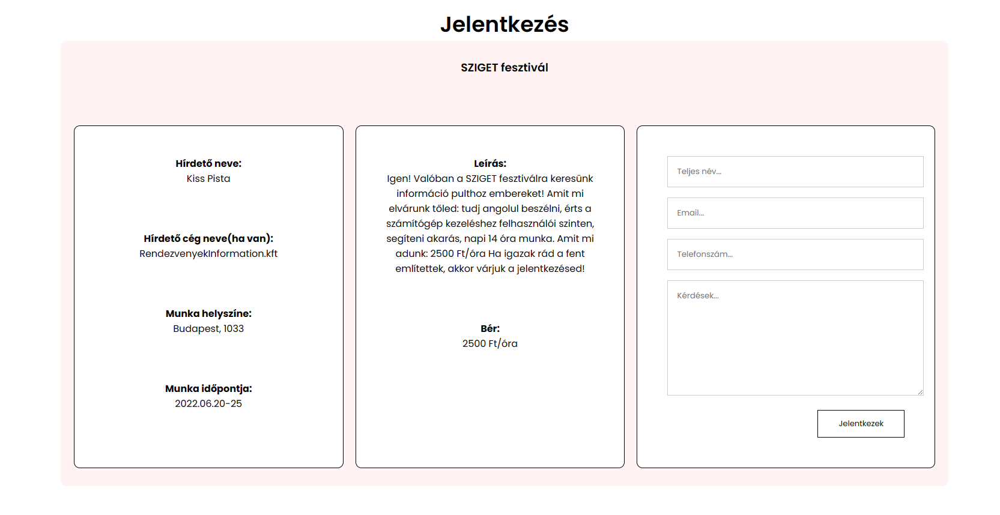 Jelentkezés
SZIGET fesztivál
Hírdető neve:
Kiss Pista
Hírdető cég neve(ha van):
RendezvenyekInformation.kft
Munka helyszíne:
Budapest, 1033
Munka időpontja:
2022.06.20-25
Leírás:
Igen! Valóban a SZIGET fesztiválra keresünk
információ pulthoz embereket! Amit mi
elvárunk tőled: tudj angolul beszélni, érts a
számítógép kezeléshez felhasználói szinten,
segíteni akarás, napi 14 óra munka. Amit mi
adunk: 2500 Ft/óra Ha igazak rád a fent
említettek, akkor várjuk a jelentkezésed!
Bér:
2500 Ft/óra
Teljes név...
Email...
Telefonszám...
Kérdések...
Jelentkezek